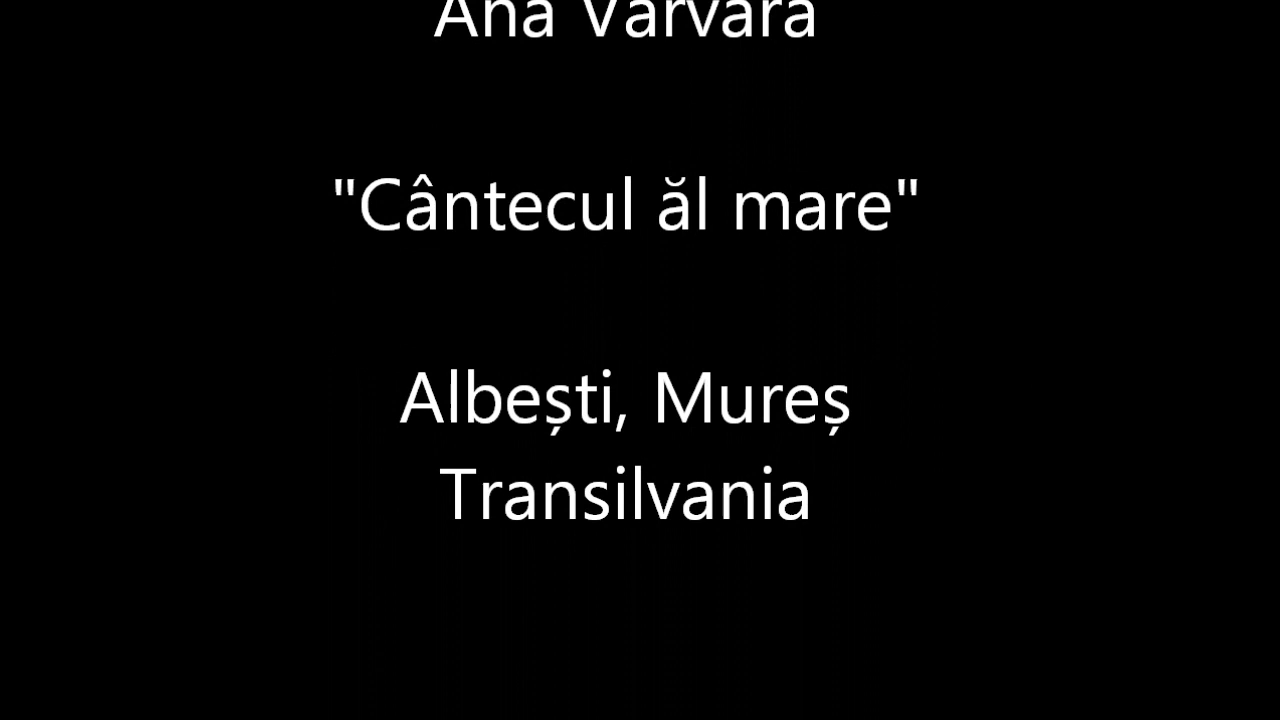 Ana Varvara
"Cântecul ăl mare"
Albești, Mureș
Transilvania